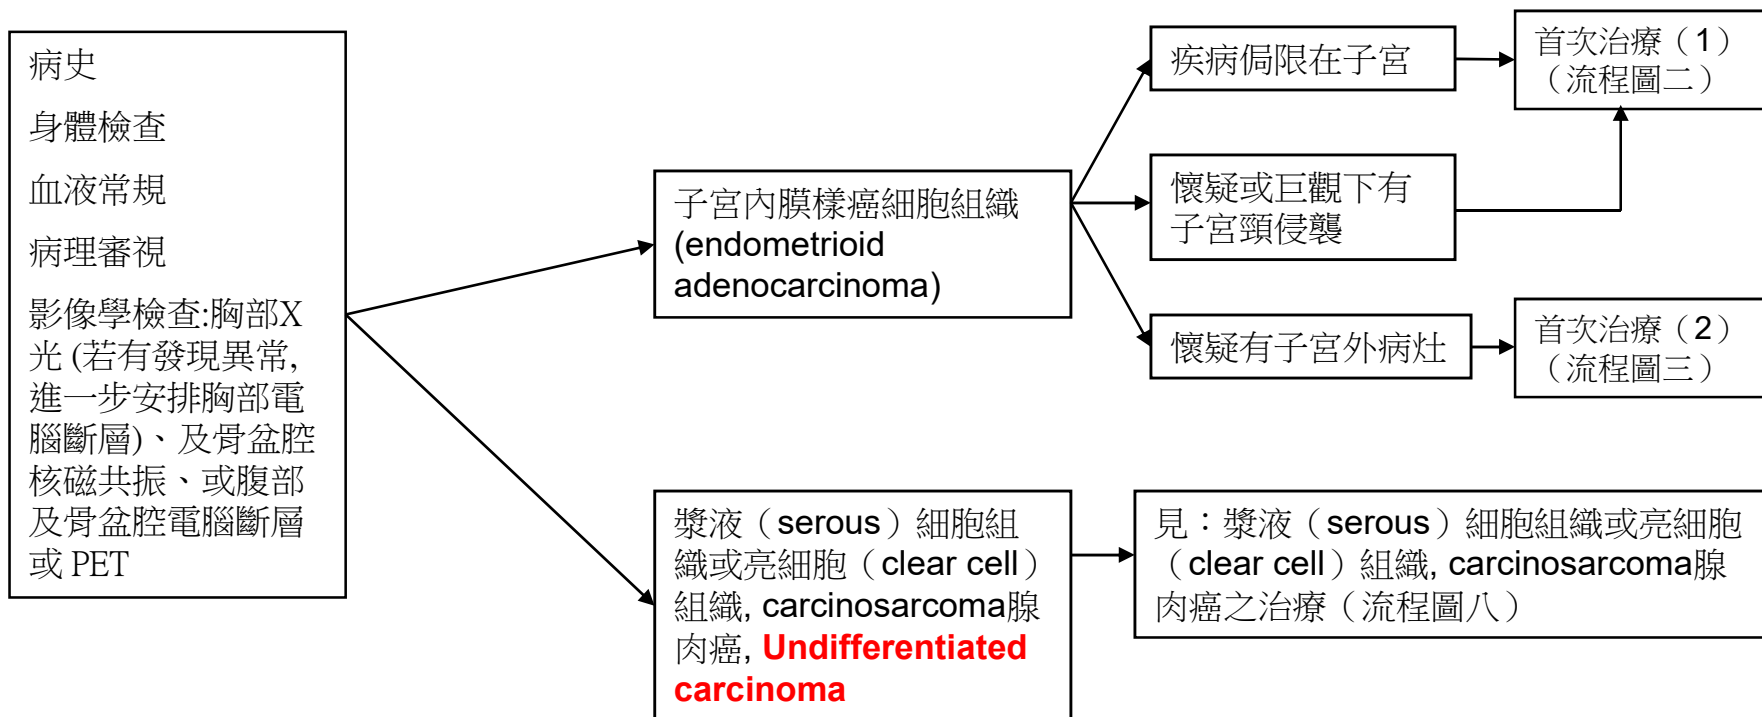 病史
身體檢查
血液常規
病理審視
影像學檢查:胸部X
光 (若有發現異常,
進一步安排胸部電
腦斷層)、及骨盆腔
核磁共振、或腹部
及骨盆腔電腦斷層
或 PET
子宮內膜樣癌細胞組織
(endometrioid
adenocarcinoma)
疾病侷限在子宮
首次治療（1）
（流程圖二）
懷疑或巨觀下有
子宮頸侵襲
懷疑有子宮外病灶
首次治療（2）
（流程圖三）
漿液（serous）細胞組
織或亮細胞（clear cell）
組織, carcinosarcoma腺
肉癌, Undifferentiated
carcinoma
見：漿液（serous）細胞組織或亮細胞
（clear cell）組織, carcinosarcoma腺
肉癌之治療（流程圖八）